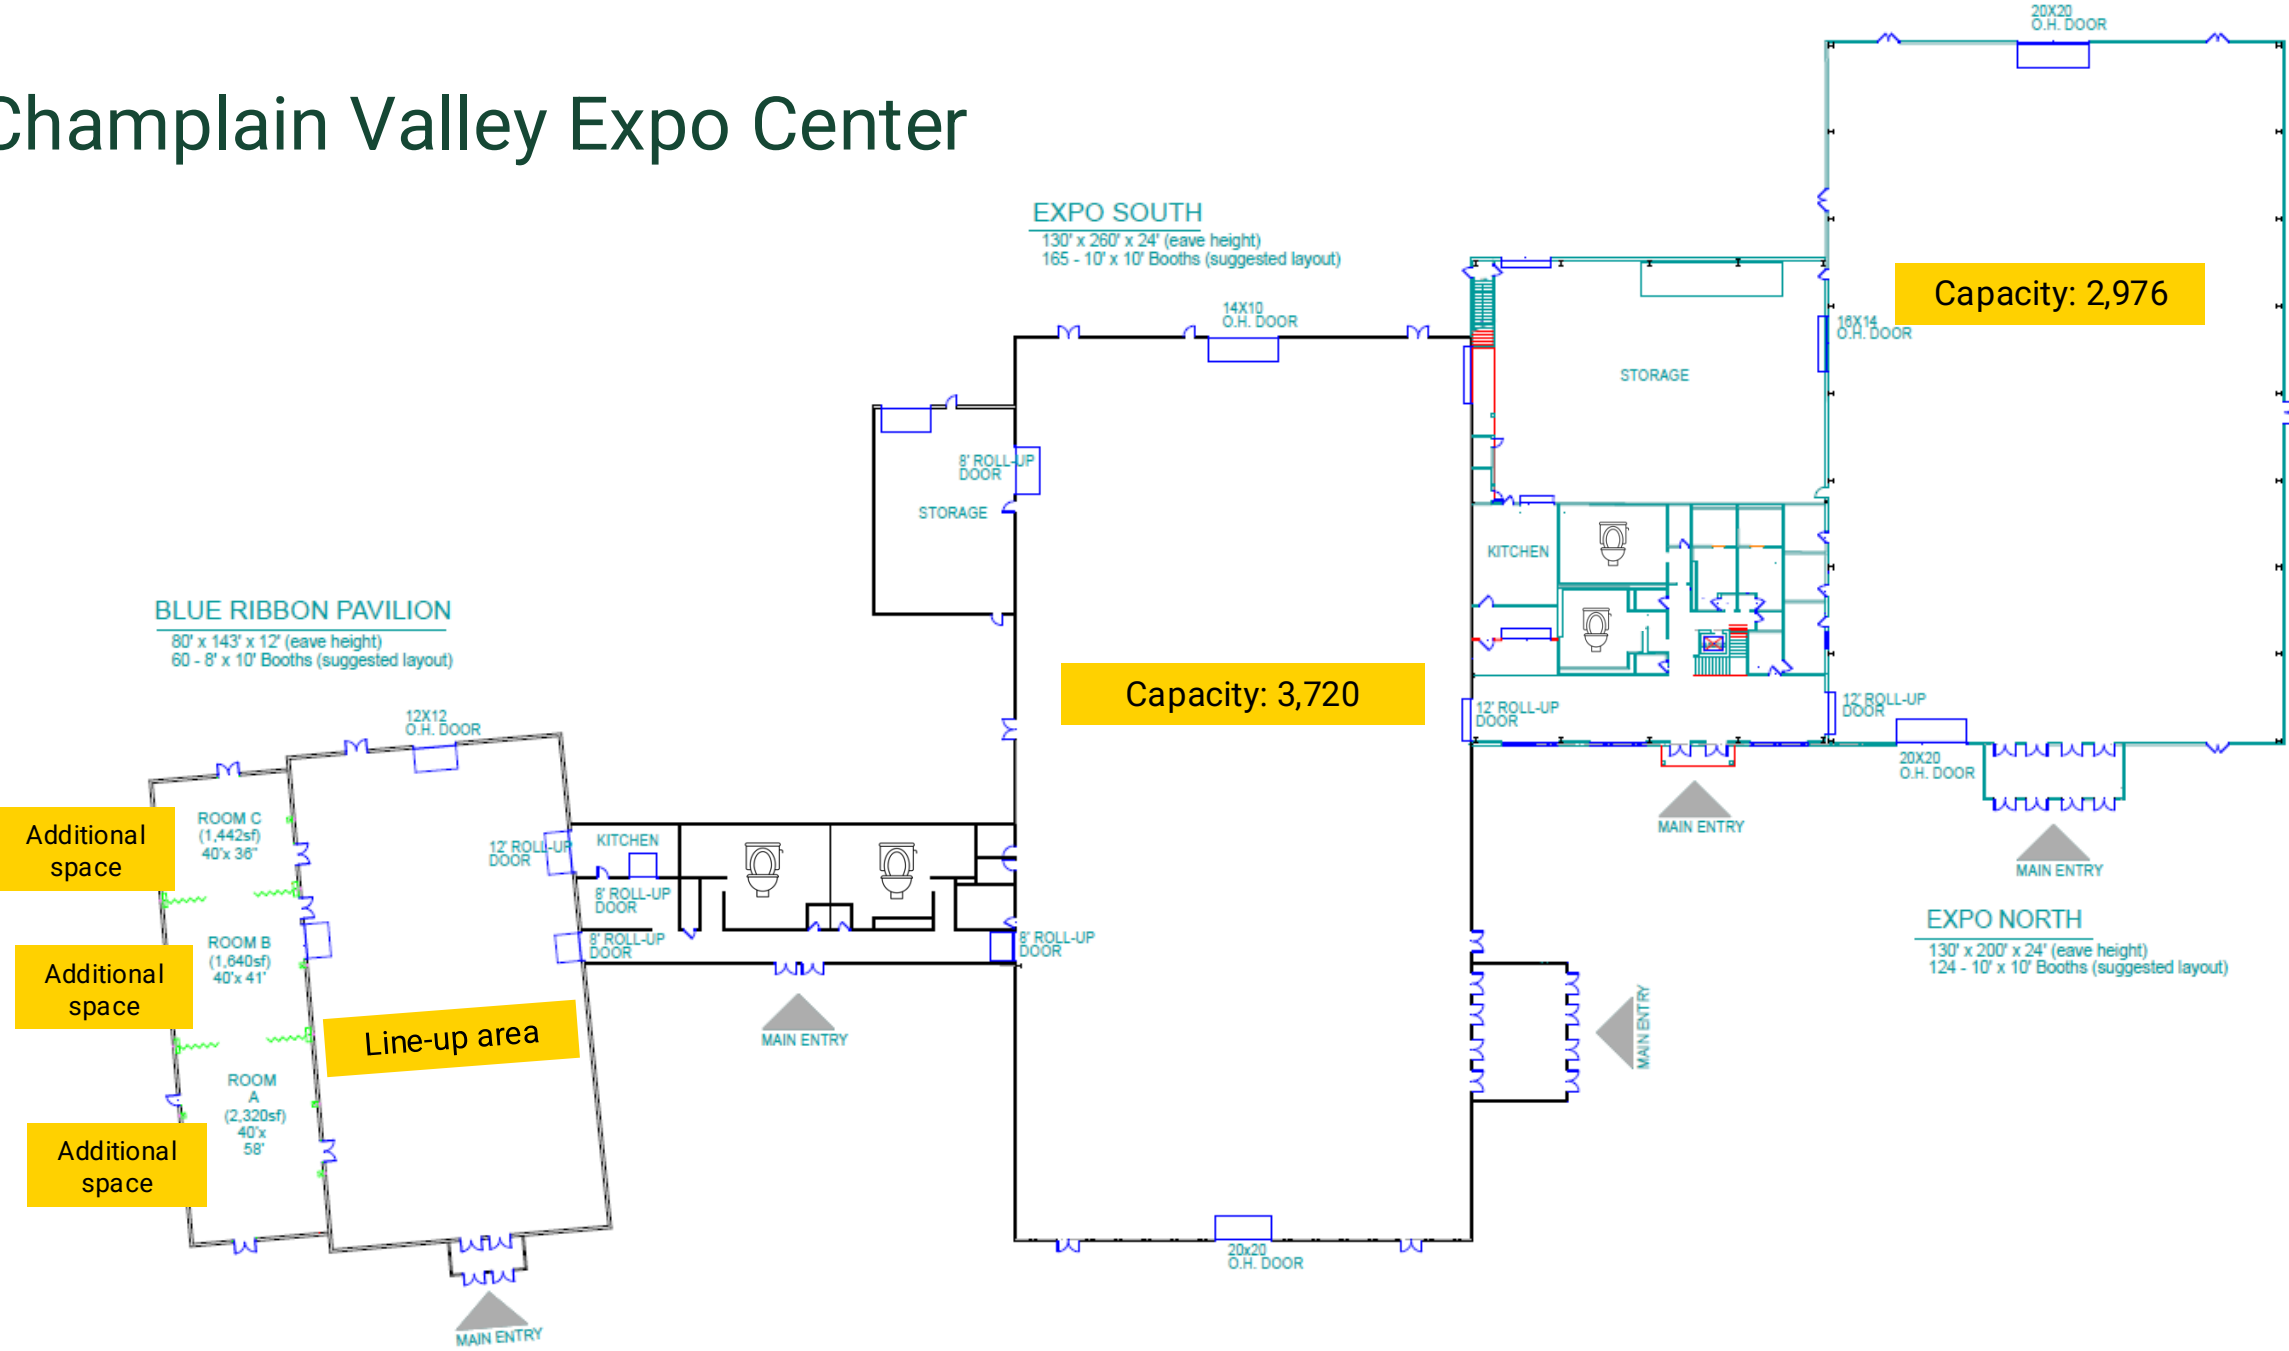 Champlain Valley Expo Center
20X20
O.H. DOOR
EXPO SOUTH
130' x 260' x 24' (eave height)
165 - 10' x 10' Booths (suggested layout)
Capacity: 2,976
14X10
O.H. DOOR
16X14
O.H. DOOR
STORAGE
8' ROLL-UP
DOOR
STORAGE
KITCHEN
BLUE RIBBON PAVILION
80' x 143' x 12' (eave height)
60 - 8' x 10' Booths (suggested layout)
Capacity: 3,720
12' ROLL-UP
DOOR
12' ROLL-UP
DOOR
12X12
O.H. DOOR
20X20
O.H. DOOR
MAIN ENTRY
MAIN ENTRY
Additional
space
ROOM C
(1,442sf)
40'x 36"
12' ROLL-UP
DOOR
KITCHEN
8' ROLL-UP
DOOR
8' ROLL-UP
DOOR
8' ROLL-UP
DOOR
EXPO NORTH
130' x 200' x 24' (eave height)
124 - 10' x 10' Booths (suggested layout)
Additional
space
ROOM B
(1,640sf)
40'x 41'
Line-up area
MAIN ENTRY
MAIN ENTRY
ROOM
A
(2,320sf)
40'x
58'
Additional
space
20x20
O.H. DOOR
MAIN ENTRY